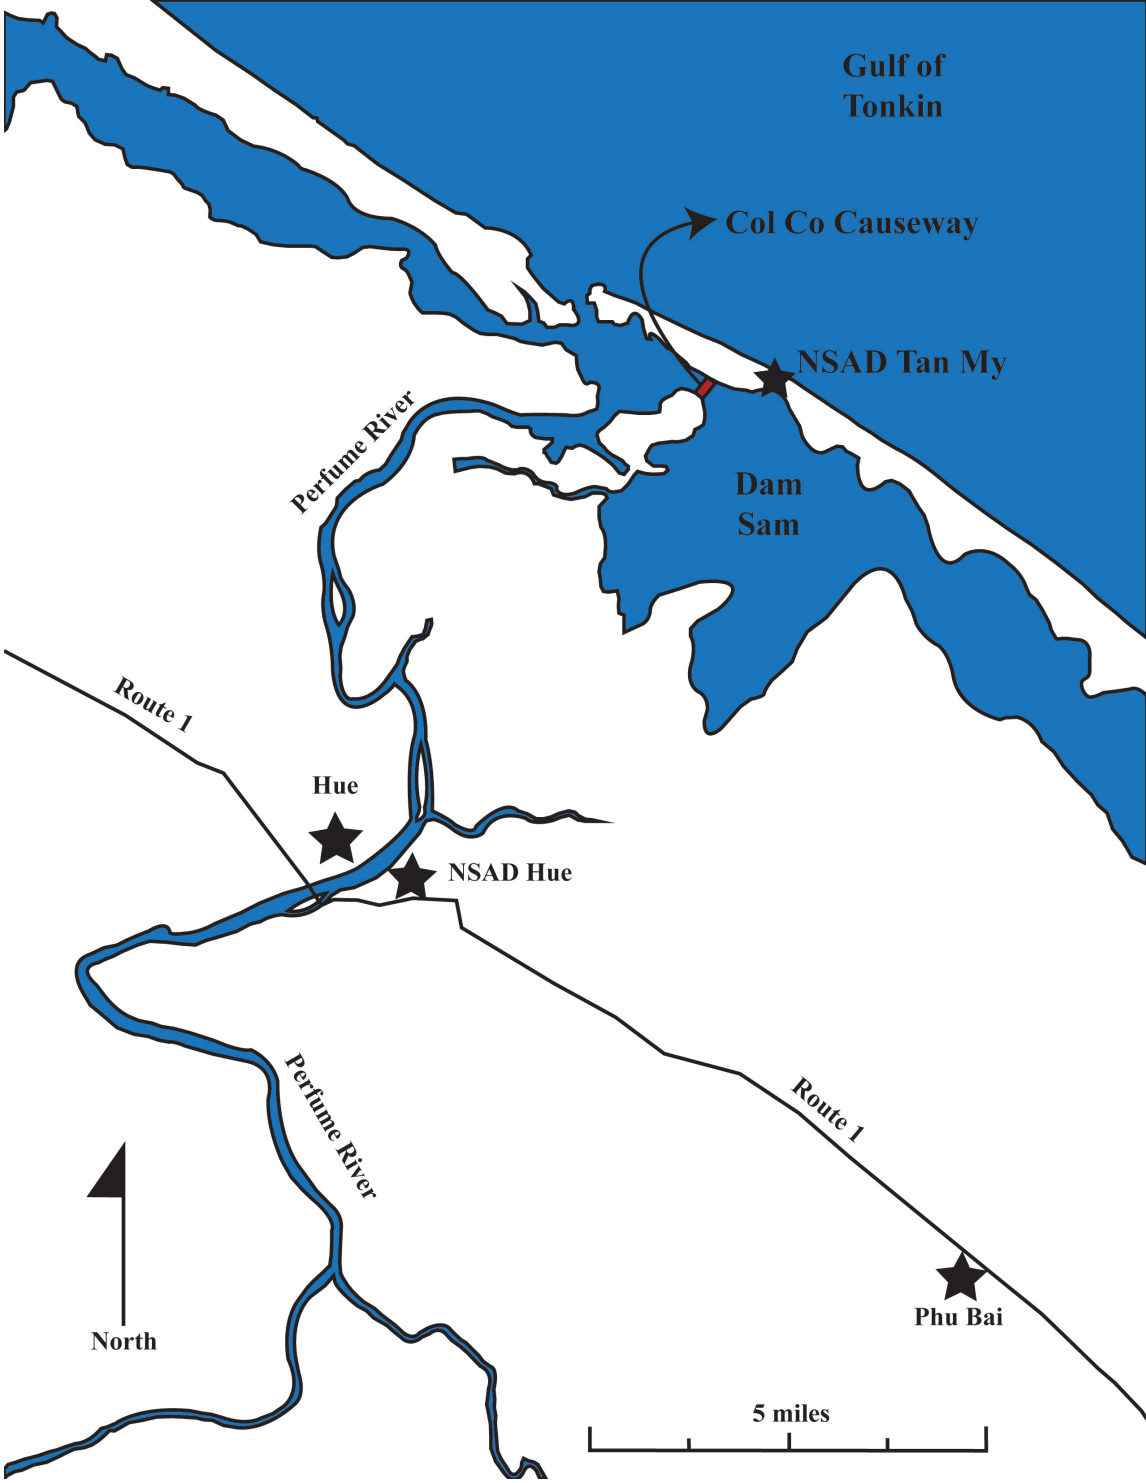 Gulf of
Tonkin
Col Co Causeway
NSAD Tan My
Perfume River
Dam
Sam
Route 1
Hue
NSAD Hue
Perfume River
Route 1
Phu Bai
North
5 miles